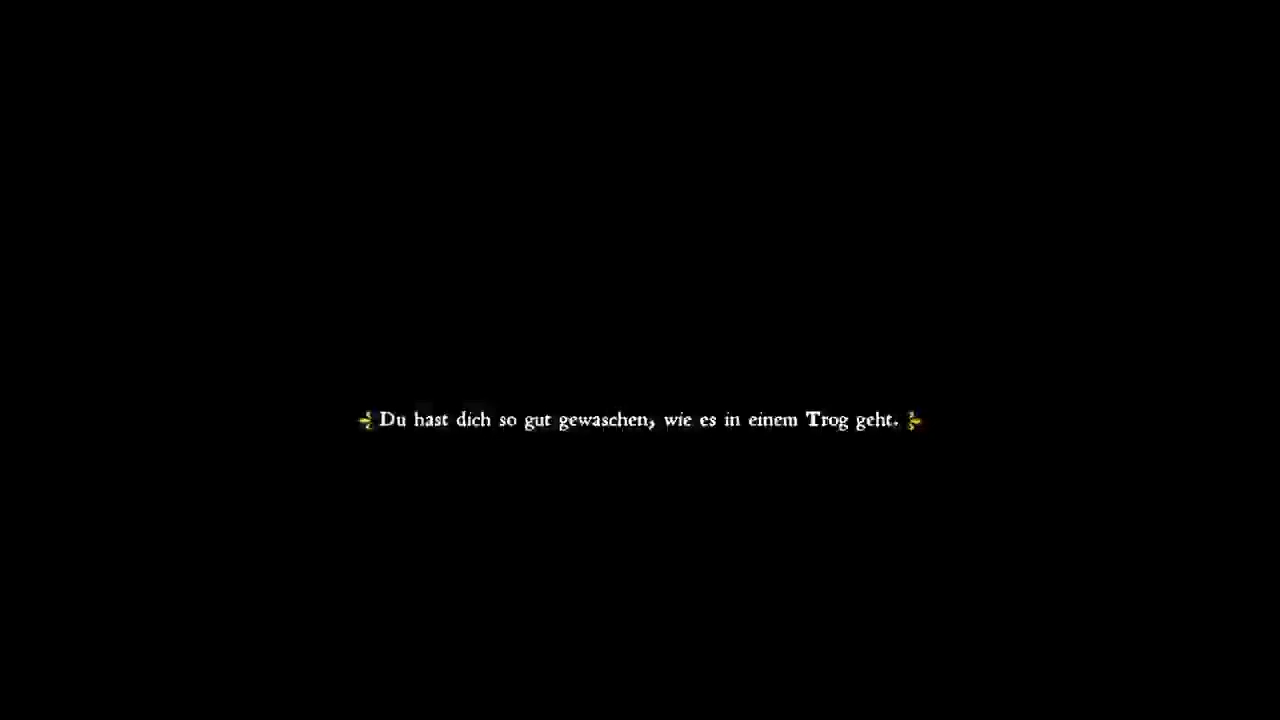 Du hast dich so gut gewaschen, wie es in einem Trog geht.